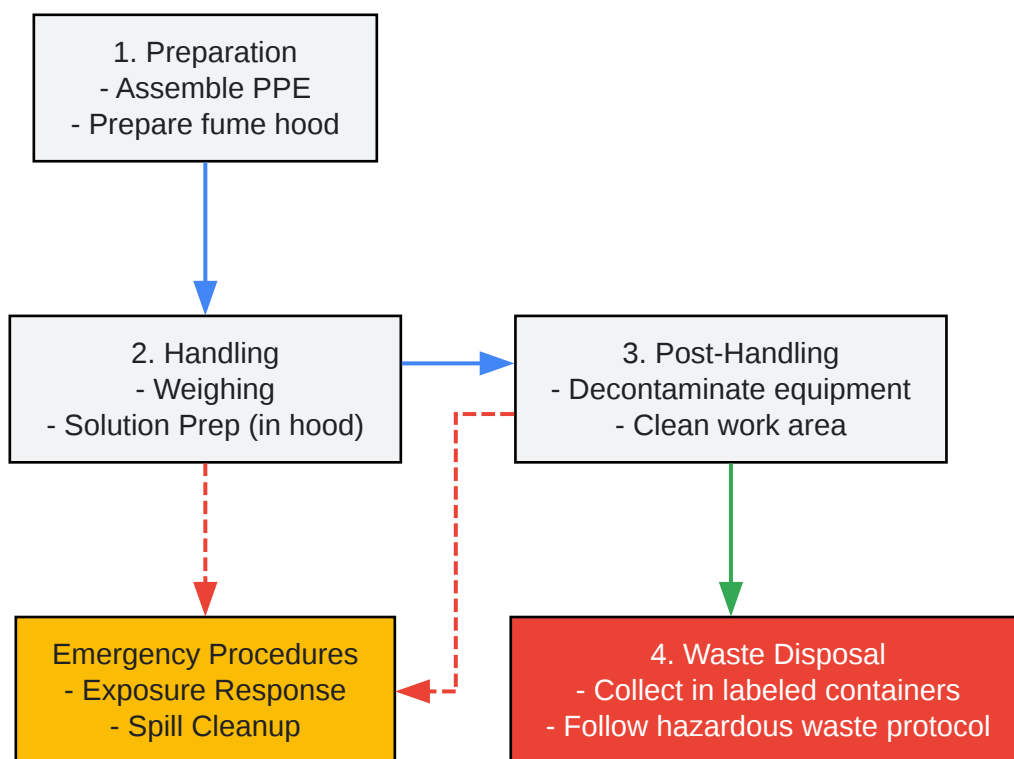 1. Preparation
- Assemble PPE
- Prepare fume hood
2. Handling
- Weighing
- Solution Prep (in hood)
3. Post-Handling
- Decontaminate equipment
- Clean work area
Emergency Procedures
- Exposure Response
- Spill Cleanup
4. Waste Disposal
- Collect in labeled containers
- Follow hazardous waste protocol